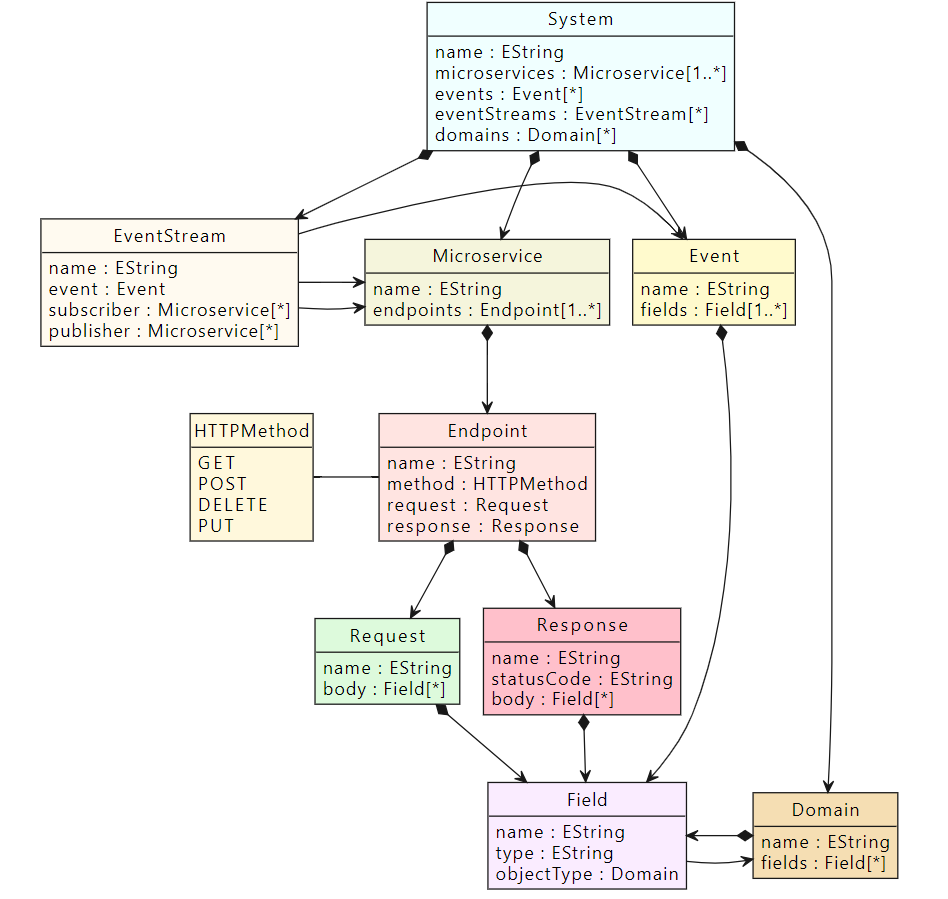 System
name : EString
microservices : Microservice[1..*]
events : Event[*]
eventStreams : EventStream[*]
domains : Domain[*]
EventStream
name : EString
event : Event
subscriber : Microservice[*]
publisher : Microservice[*]
Microservice
name : EString
endpoints : Endpoint[1..*]
Event
name : EString
fields : Field[1..*]
HTTPMethod
GET
POST
DELETE
PUT
Endpoint
name : EString
method : HTTPMethod
request : Request
response : Response
Request
name : EString
body : Field[*]
Response
name : EString
statusCode : EString
body : Field[*]
Field
name : EString
type : EString
objectType : Domain
Domain
name : EString
fields : Field[*]